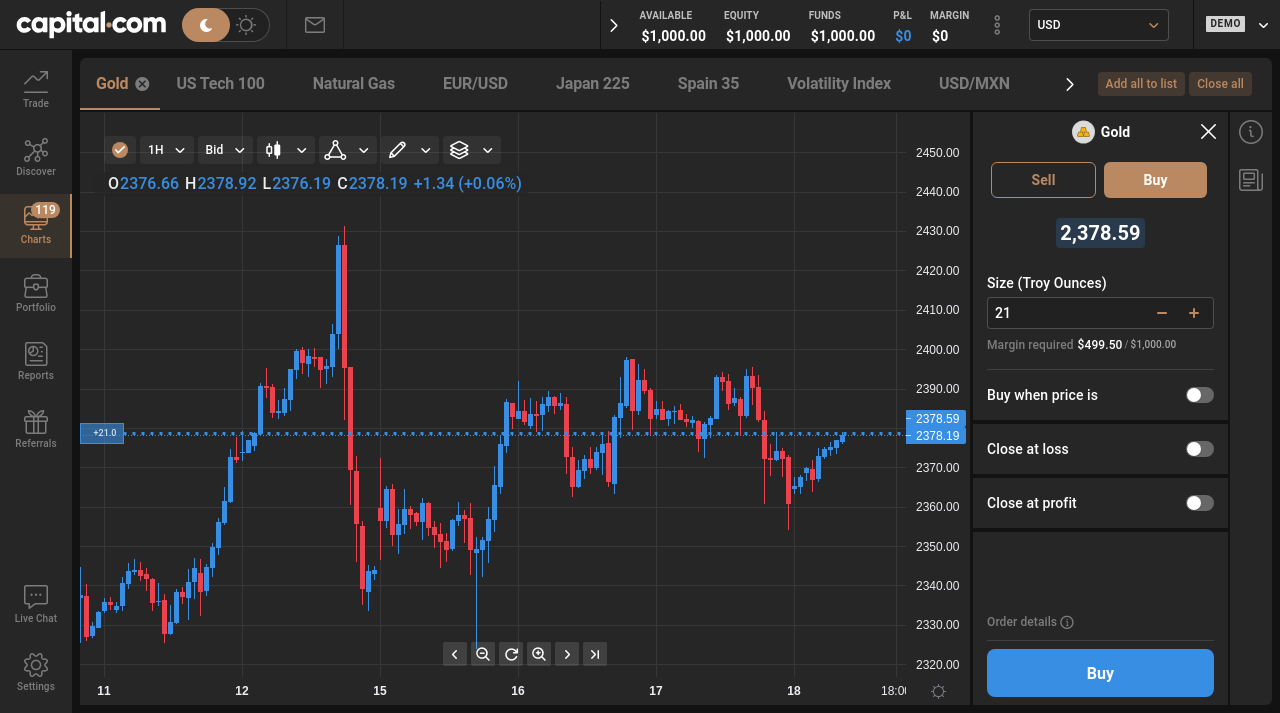 capital.com
AVAILABLE EQUITY FUNDS P&L MARGIN
$1,000.00 $1,000.00 $1,000.00 $0 $0
USD
DEMO
Trade
Discover
119
Charts
Portfolio
Reports
Referrals
Live Chat
Settings
Gold US Tech 100 Natural Gas EUR/USD Japan 225 Spain 35 Volatility Index USD/MXN
Add all to list Close all
1H Bid
O2376.66 H2378.92 L2376.19 C2378.19 +1.34 (+0.06%)
2450.00
2440.00
2430.00
2420.00
2410.00
2400.00
2390.00
2378.59
2378.19
2370.00
2360.00
2350.00
2340.00
2330.00
2320.00
+21.0
11 12 15 16 17 18 18:00
Gold
Sell Buy
2,378.59
Size (Troy Ounces)
21
Margin required $499.50 / $1,000.00
Buy when price is
Close at loss
Close at profit
Order details
Buy